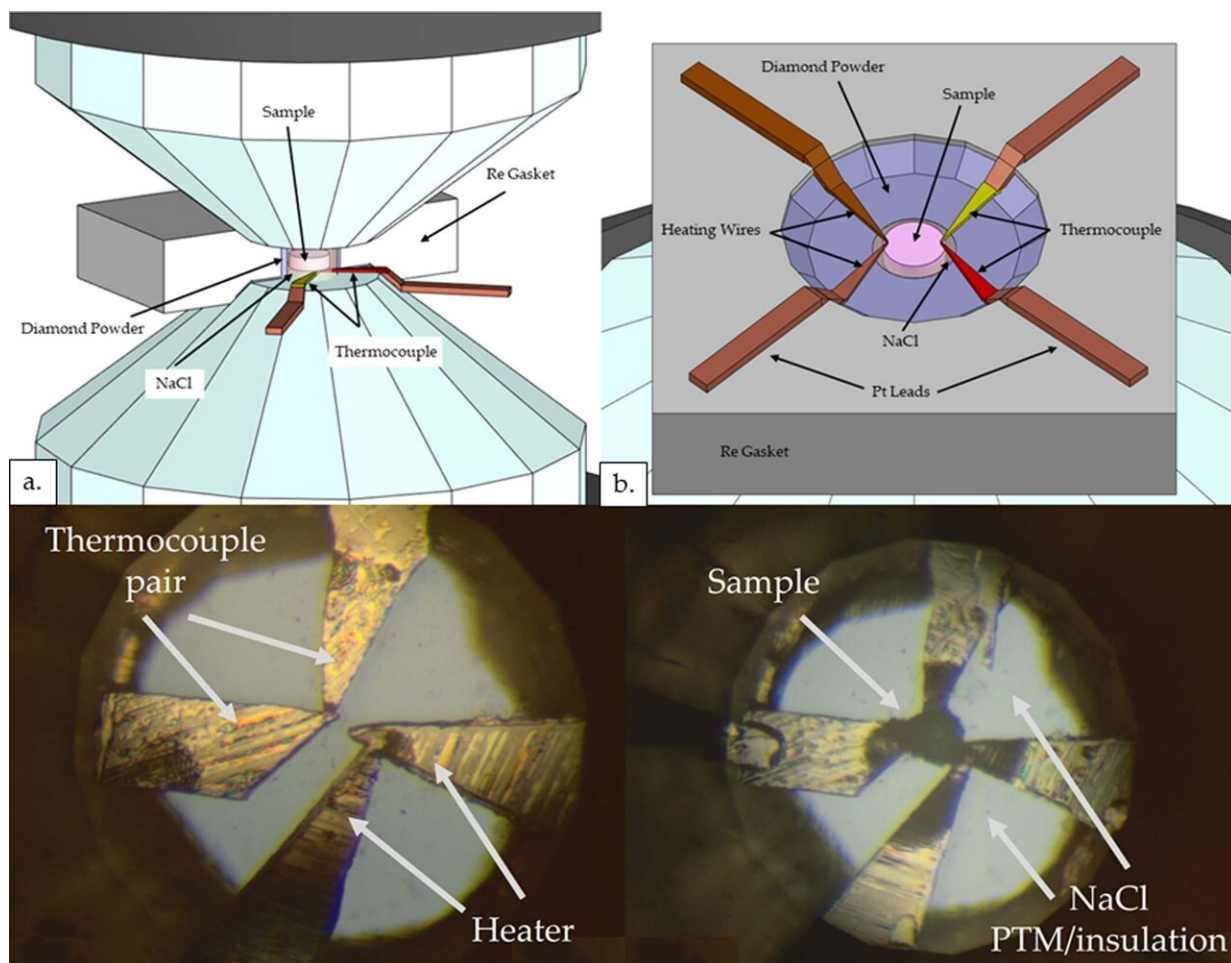 Sample
Re Gasket
Diamond Powder
NaCl
Thermocouple
a.
Diamond Powder
Sample
Heating Wires
Thermocouple
NaCl
Pt Leads
Re Gasket
b.
Thermocouple
pair
Heater
Sample
NaCl
PTM/insulation